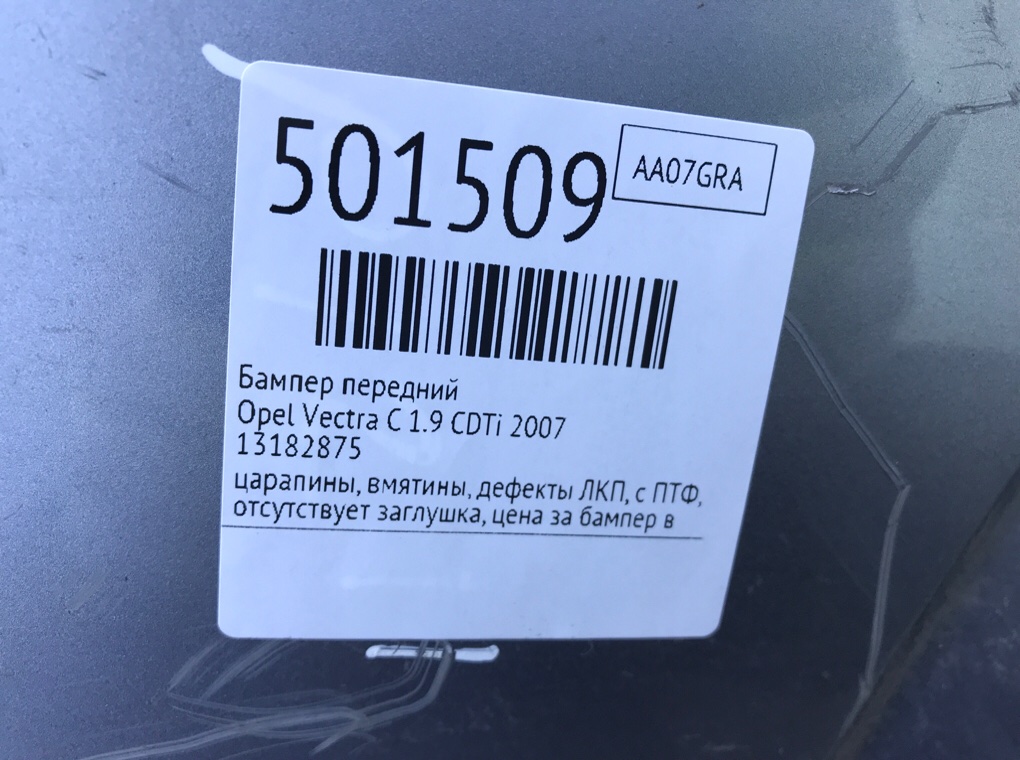 501509
AA07GRA
Бампер передний
Opel Vectra C 1.9 CDTi 2007
13182875
царапины, вмятины, дефекты ЛКП, с ПТФ,
отсутствует заглушка, цена за бампер в